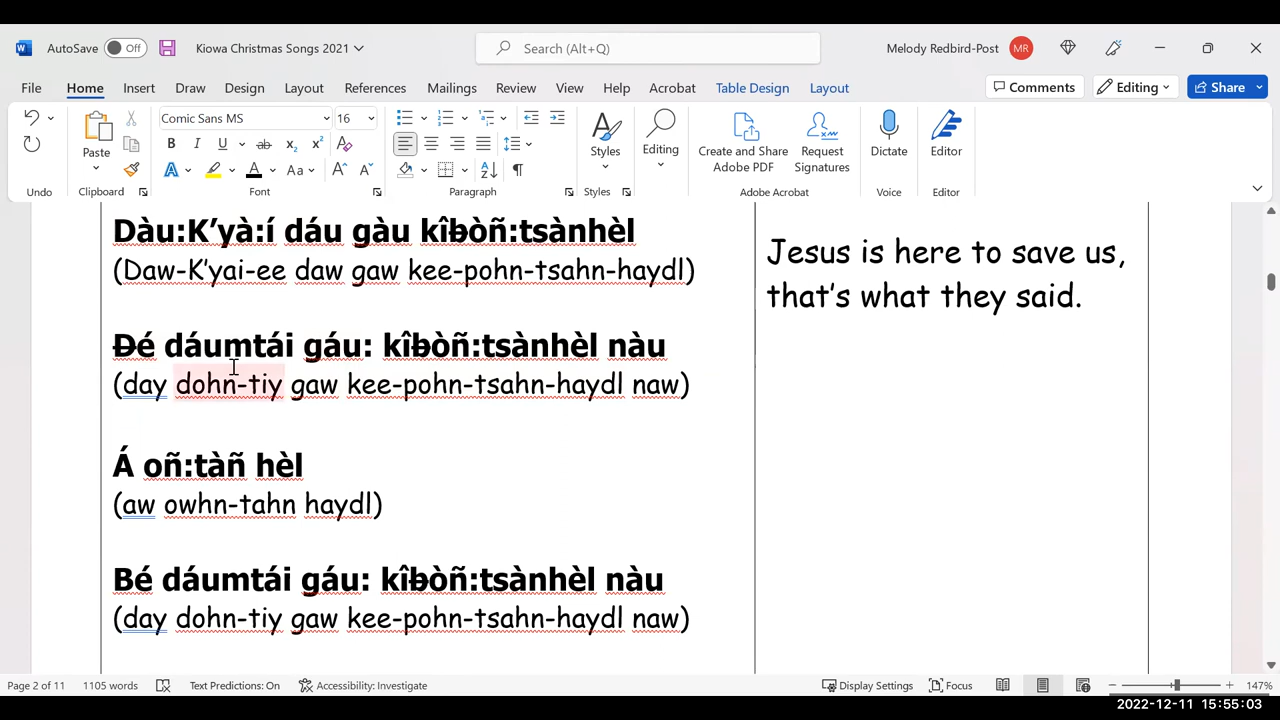 AutoSave Off Kiowa Christmas Songs 2021 Search (Alt+Q) Melody Redbird-Post MR
File Home Insert Draw Design Layout References Mailings Review View Help Acrobat Table Design Layout Comments Editing Share
Comic Sans MS 16
Paste Styles Editing Create and Share Adobe PDF Request Signatures Dictate Editor
Undo Clipboard Font Paragraph Styles Adobe Acrobat Voice Editor
Dàu:K’yà:í dáu gàu kîƀòñ:tsànhèl
(Daw-K’yai-ee daw gaw kee-pohn-tsahn-haydl)
Jesus is here to save us,
that’s what they said.
Đé dáumtái gáu: kîƀòñ:tsànhèl nàu
(day dohn-tiy gaw kee-pohn-tsahn-haydl naw)
Á oñ:tàñ hèl
(aw owhn-tahn haydl)
Bé dáumtái gáu: kîƀòñ:tsànhèl nàu
(day dohn-tiy gaw kee-pohn-tsahn-haydl naw)
Page 2 of 11 1105 words Text Predictions: On Accessibility: Investigate Display Settings Focus 147%
2022-12-11 15:55:03